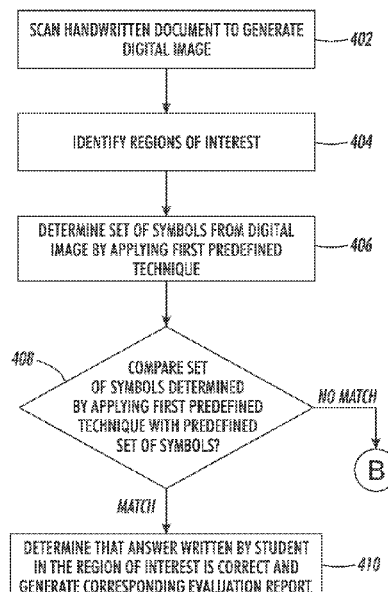 SCAN HANDWRITTEN DOCUMENT TO GENERATE
DIGITAL IMAGE
402
IDENTIFY REGIONS OF INTEREST
404
DETERMINE SET OF SYMBOLS FROM DIGITAL
IMAGE BY APPLYING FIRST PREDEFINED
TECHNIQUE
406
408
COMPARE SET
OF SYMBOLS DETERMINED
BY APPLYING FIRST PREDEFINED
TECHNIQUE WITH PREDEFINED
SET OF SYMBOLS?
NO MATCH
B
MATCH
DETERMINE THAT ANSWER WRITTEN BY STUDENT
IN THE REGION OF INTEREST IS CORRECT AND
GENERATE CORRESPONDING EVALUATION REPORT
410